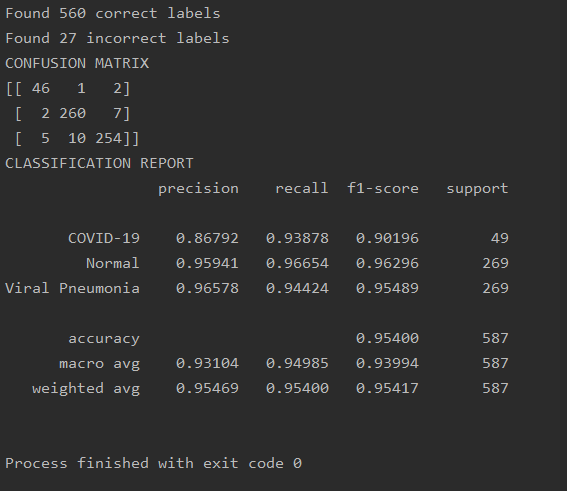 Found 560 correct labels
Found 27 incorrect labels
CONFUSION MATRIX
[[ 46   1   2]
 [  2 260   7]
 [  5  10 254]]
CLASSIFICATION REPORT
                 precision    recall  f1-score   support

       COVID-19    0.86792   0.93878   0.90196        49
         Normal    0.95941   0.96654   0.96296       269
Viral Pneumonia    0.96578   0.94424   0.95489       269

       accuracy                        0.95400       587
      macro avg    0.93104   0.94985   0.93994       587
   weighted avg    0.95469   0.95400   0.95417       587

Process finished with exit code 0